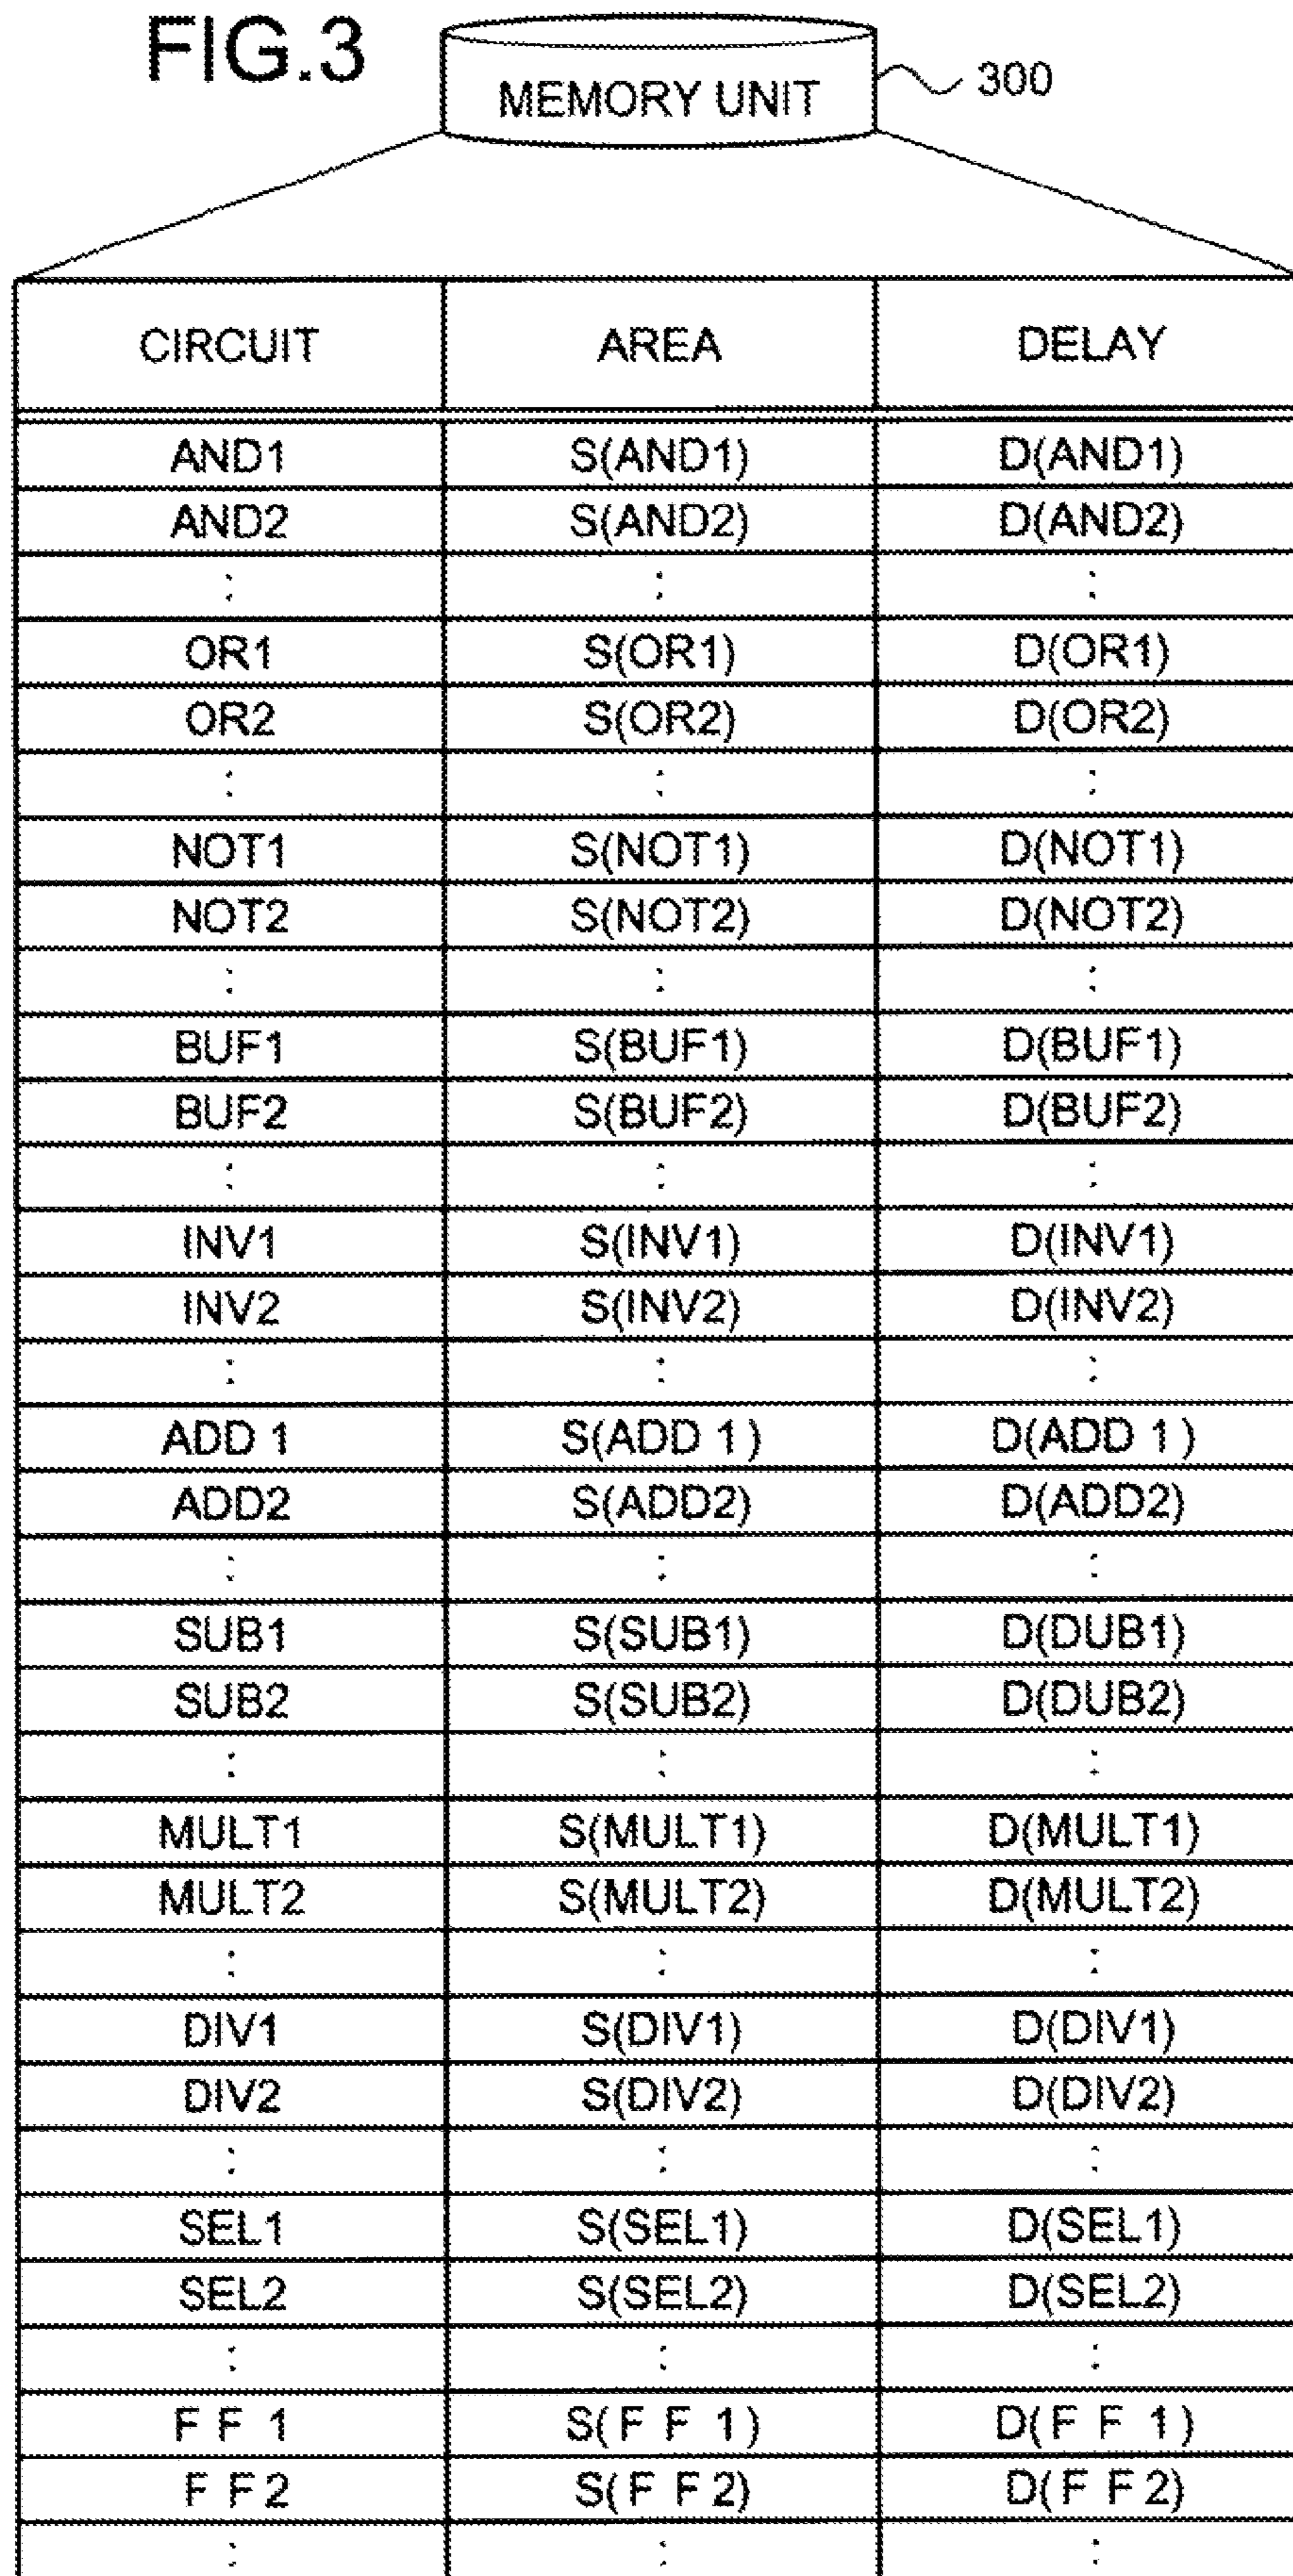 FIG.3
MEMORY UNIT
300
CIRCUIT AREA DELAY
AND1 S(AND1) D(AND1)
AND2 S(AND2) D(AND2)
: : :
OR1 S(OR1) D(OR1)
OR2 S(OR2) D(OR2)
: : :
NOT1 S(NOT1) D(NOT1)
NOT2 S(NOT2) D(NOT2)
: : :
BUF1 S(BUF1) D(BUF1)
BUF2 S(BUF2) D(BUF2)
: : :
INV1 S(INV1) D(INV1)
INV2 S(INV2) D(INV2)
: : :
ADD 1 S(ADD 1) D(ADD 1)
ADD2 S(ADD2) D(ADD2)
: : :
SUB1 S(SUB1) D(DUB1)
SUB2 S(SUB2) D(DUB2)
: : :
MULT1 S(MULT1) D(MULT1)
MULT2 S(MULT2) D(MULT2)
: : :
DIV1 S(DIV1) D(DIV1)
DIV2 S(DIV2) D(DIV2)
: : :
SEL1 S(SEL1) D(SEL1)
SEL2 S(SEL2) D(SEL2)
: : :
F F 1 S(F F 1) D(F F 1)
F F2 S(F F2) D(F F2)
: : :